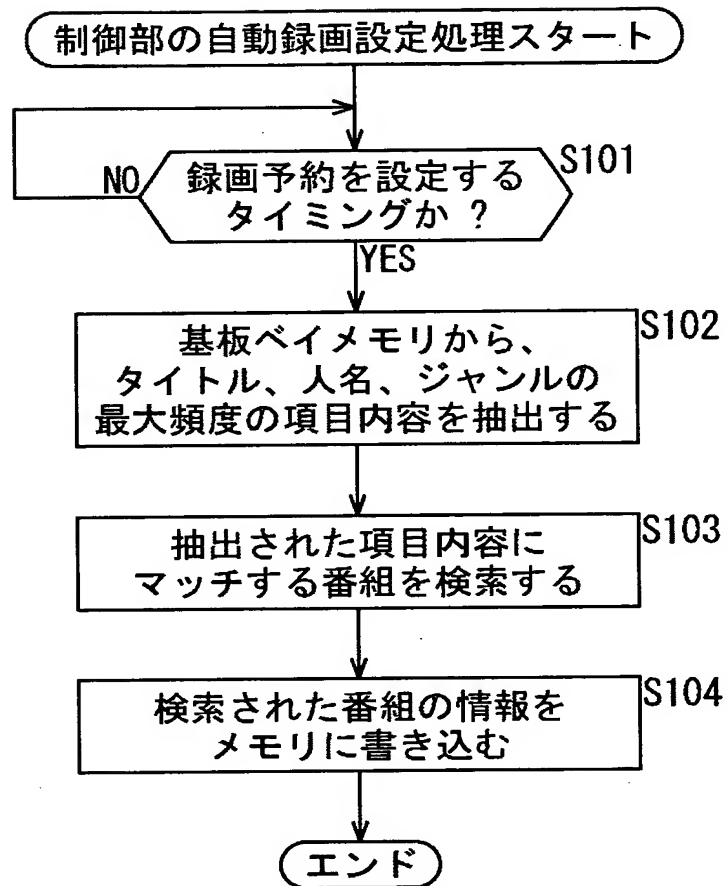 制御部の自動録画設定処理スタート
S101
NO
録画予約を設定する
タイミングか ?
YES
S102
基板ベイメモリから、
タイトル、人名、ジャンルの
最大頻度の項目内容を抽出する
S103
抽出された項目内容に
マッチする番組を検索する
S104
検索された番組の情報を
メモリに書き込む
エンド